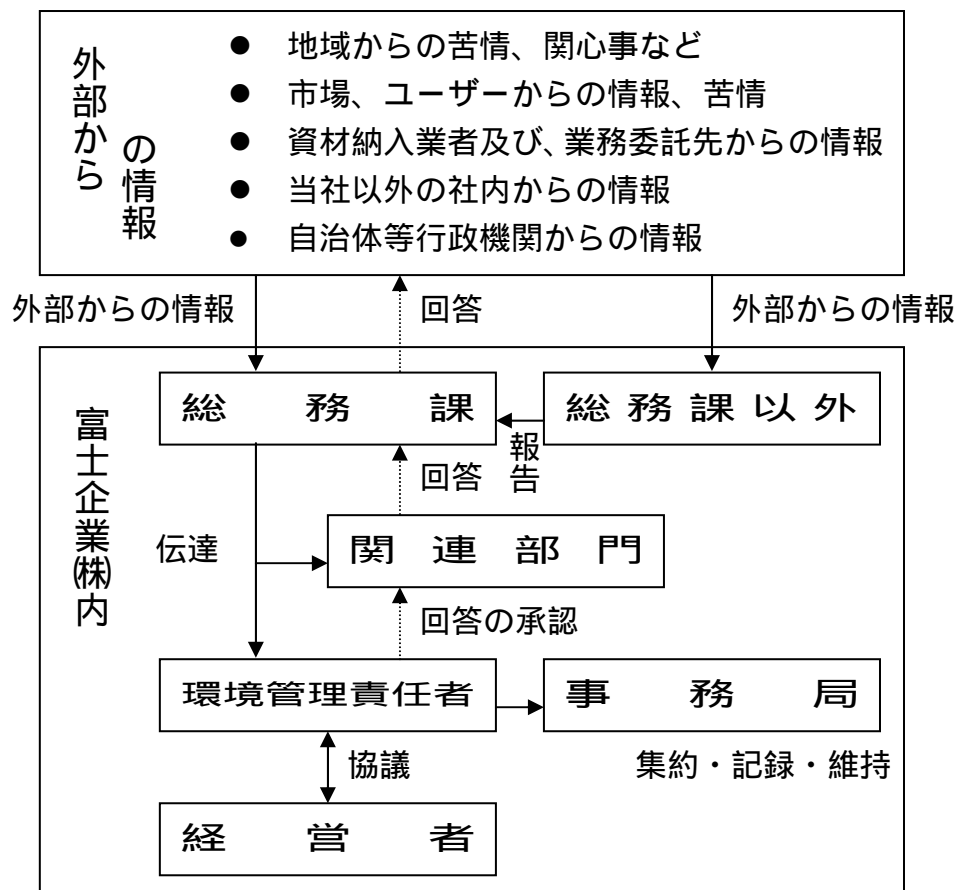 外部から
の情報
● 地域からの苦情、関心事など
● 市場、ユーザーからの情報、苦情
● 資材納入業者及び、業務委託先からの情報
● 当社以外の社内からの情報
● 自治体等行政機関からの情報
外部からの情報
回答
外部からの情報
富士企業㈱内
総務課
総務課以外
報告
回答
伝達
関連部門
回答の承認
環境管理責任者
事務局
協議
集約・記録・維持
経営者